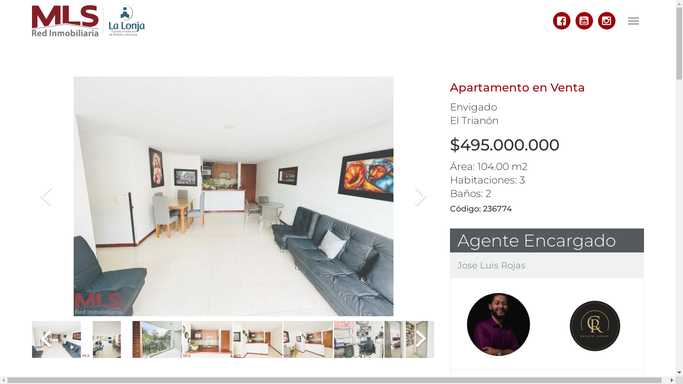 MLS
Red Inmobiliaria
La Lonja
Apartamento en Venta
Envigado
El Trianón
$495.000.000
Área: 104.00 m2
Habitaciones: 3
Baños: 2
Código: 236774
Agente Encargado
Jose Luis Rojas
MLS
Red Inmobiliaria
CR